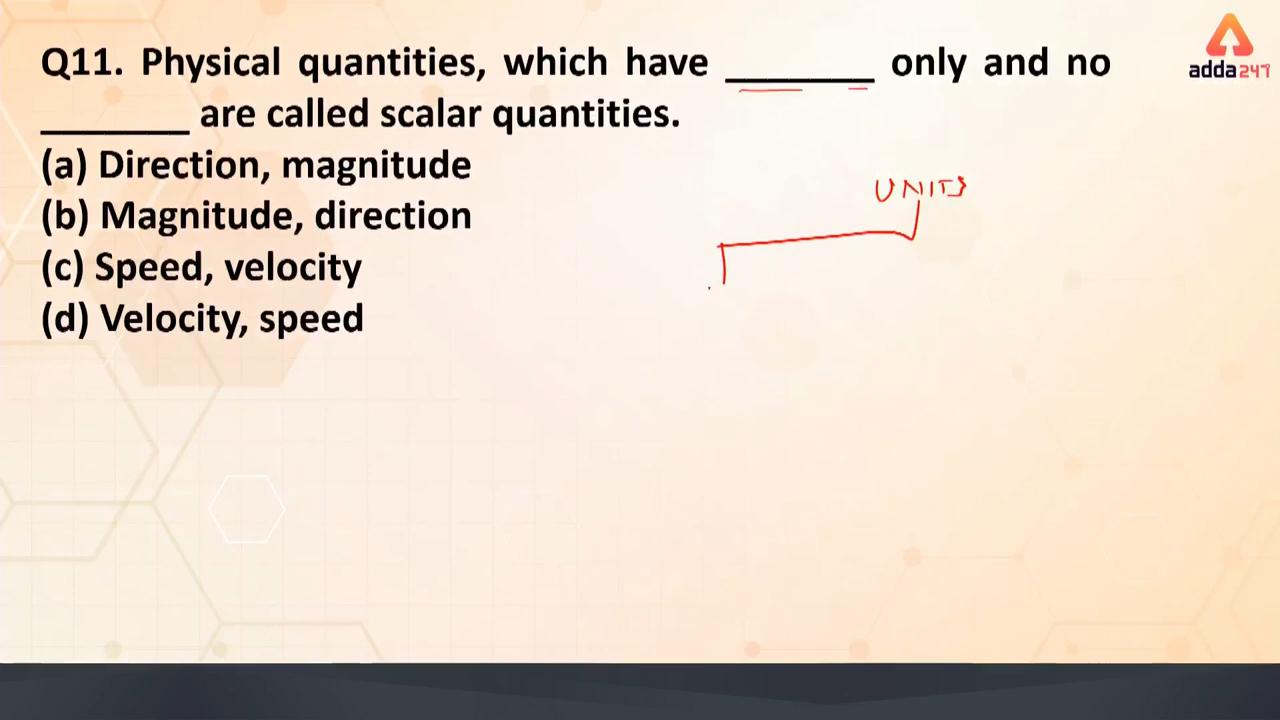 Q11. Physical quantities, which have ________ only and no
________ are called scalar quantities.
(a) Direction, magnitude
(b) Magnitude, direction
(c) Speed, velocity
(d) Velocity, speed
UNITS
adda247